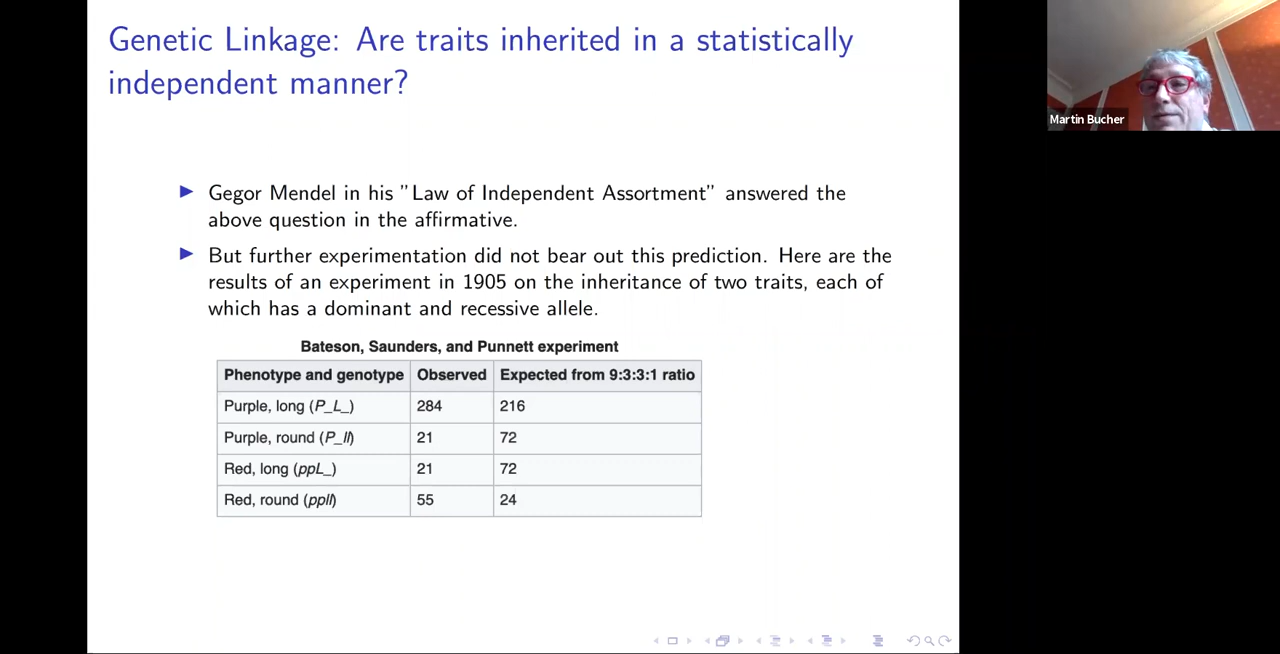 Genetic Linkage: Are traits inherited in a statistically
independent manner?
Gegor Mendel in his "Law of Independent Assortment" answered the
above question in the affirmative.
But further experimentation did not bear out this prediction. Here are the
results of an experiment in 1905 on the inheritance of two traits, each of
which has a dominant and recessive allele.
Bateson, Saunders, and Punnett experiment
Phenotype and genotype Observed Expected from 9:3:3:1 ratio
Purple, long (P_L_) 284 216
Purple, round (P_ll) 21 72
Red, long (ppL_) 21 72
Red, round (ppll) 55 24
Martin Bucher